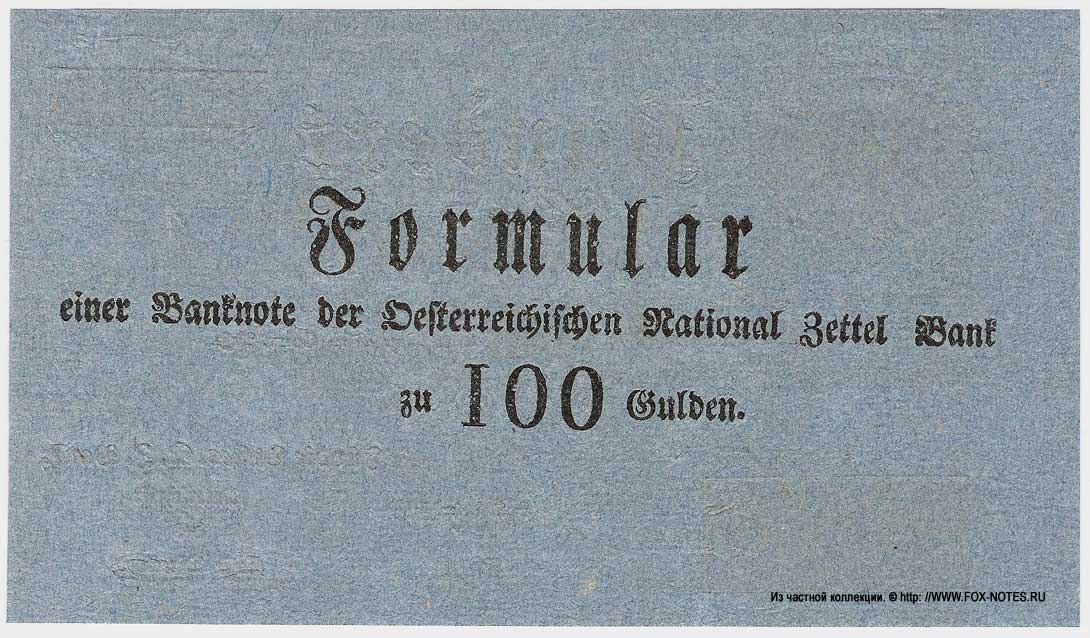 Formular
einer Banknote der Oesterreichischen National Zettel Bank
zu 100 Gulden.
Из частной коллекции. © http: //WWW.FOX-NOTES.RU